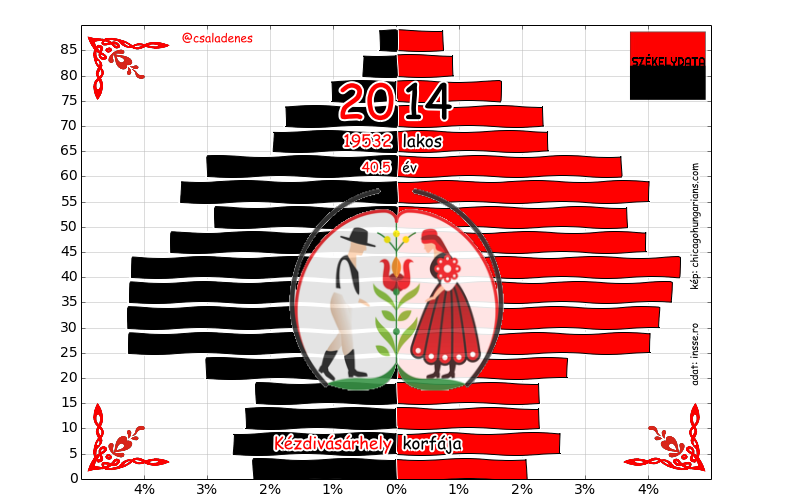 @csaladenes
SZÉKELYDATA
2014
19532 lakos
40.5 év
kép: chicagohungarians.com
adat: insse.ro
Kézdivásárhely korfája
85
80
75
70
65
60
55
50
45
40
35
30
25
20
15
10
5
0
4% 3% 2% 1% 0% 1% 2% 3% 4%